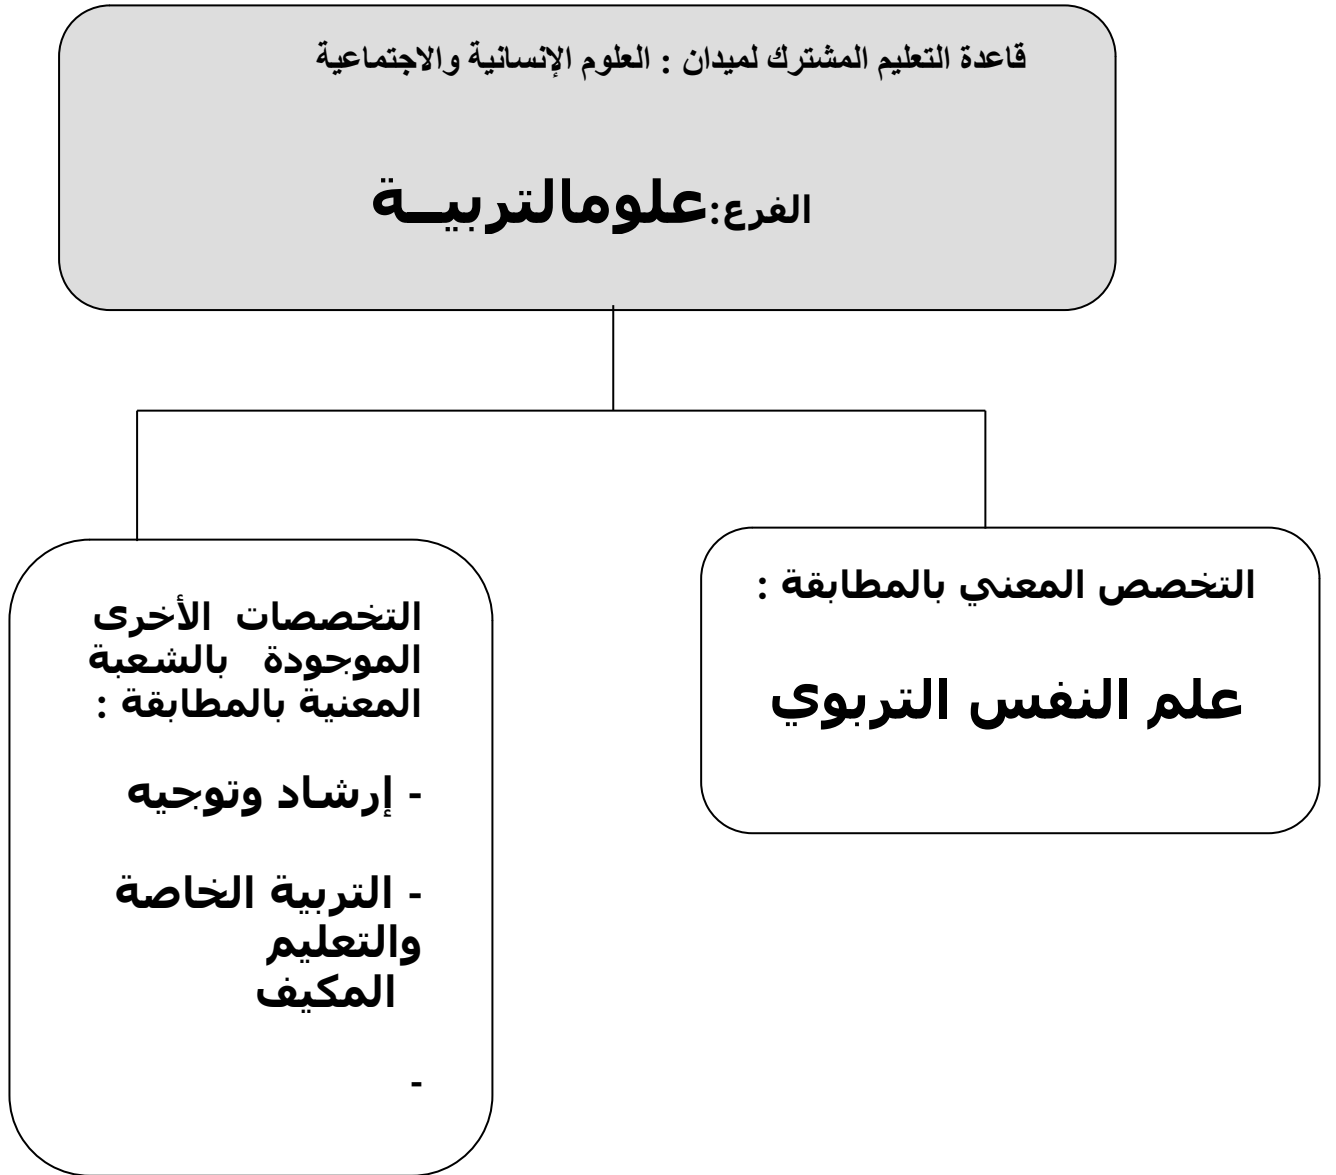 قاعدة التعليم المشترك لميدان : العلوم الإنسانية والاجتماعية
الفرع:علومالتربيــة
التخصص المعني بالمطابقة :
علم النفس التربوي
التخصصات الأخرى
الموجودة بالشعبة
المعنية بالمطابقة :
- إرشاد وتوجيه
- التربية الخاصة
والتعليم
المكيف
-